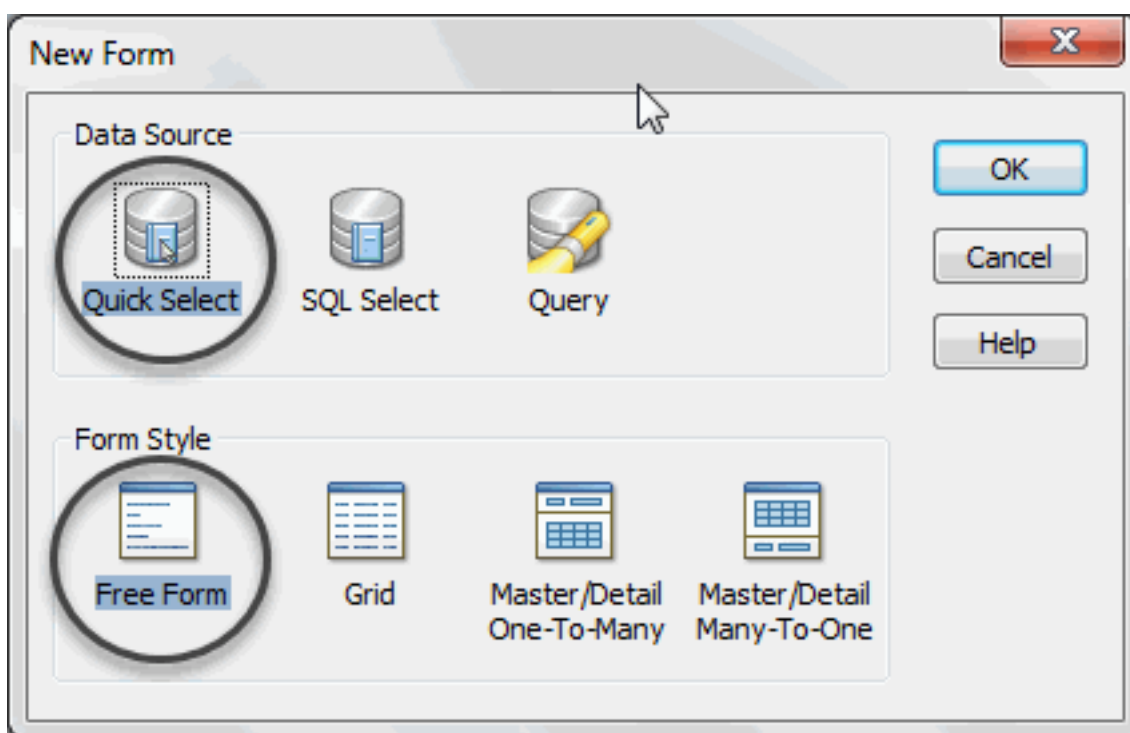 New Form
Data Source
OK
Quick Select SQL Select Query
Cancel
Help
Form Style
Free Form Grid Master/Detail Master/Detail
One-To-Many Many-To-One